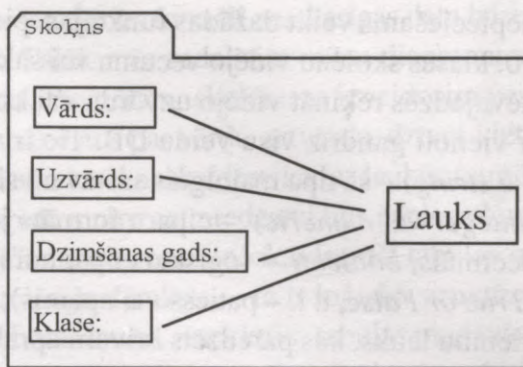 Skolēns
Vārds:
Uzvārds:
Lauks
Dzimšanas gads:
Klase: